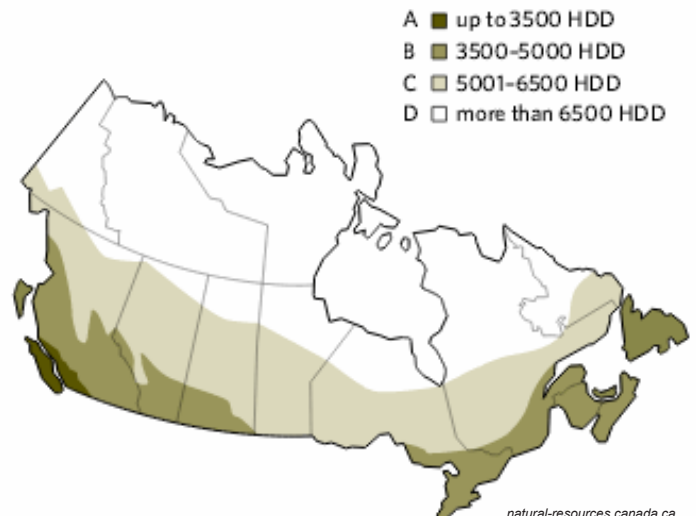 A up to 3500 HDD
B 3500-5000 HDD
C 5001-6500 HDD
D more than 6500 HDD
natural-resources.canada.ca